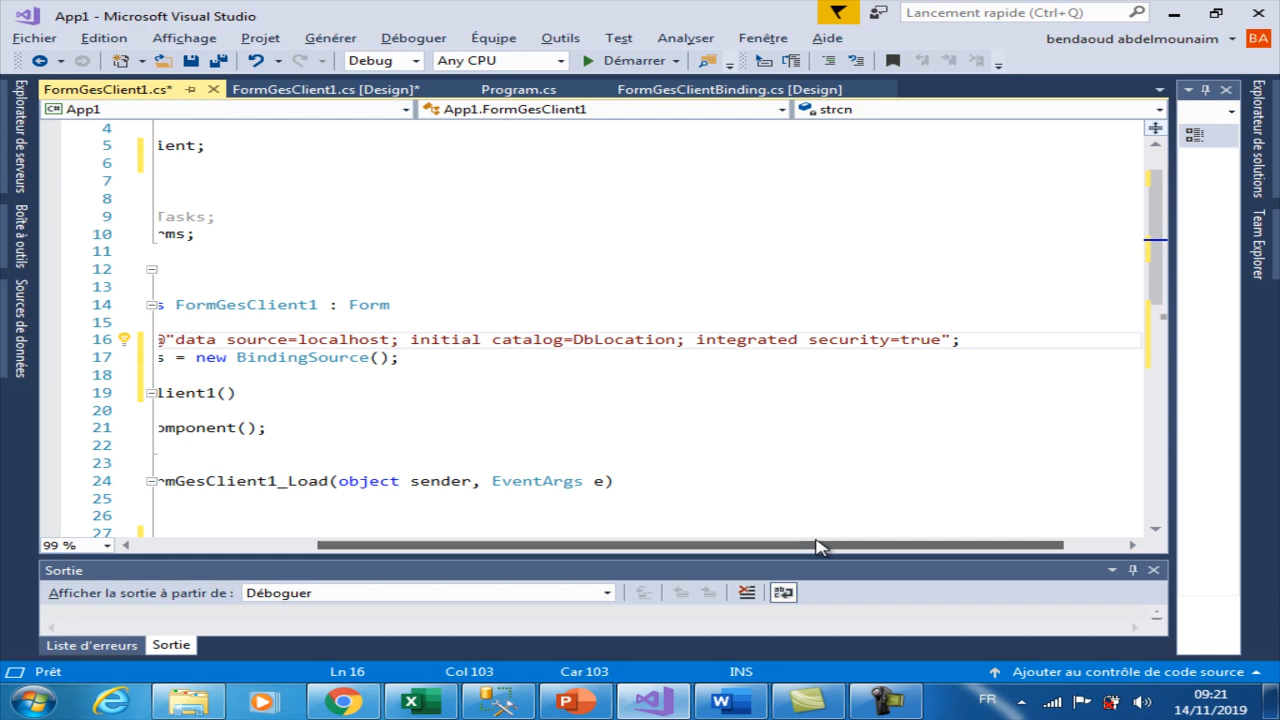 App1 - Microsoft Visual Studio
Lancement rapide (Ctrl+Q)
Fichier Edition Affichage Projet Générer Déboguer Équipe Outils Test Analyser Fenêtre Aide
bendaoud abdelmounaim BA
Debug Any CPU Démarrer
FormGesClient1.cs* FormGesClient1.cs [Design]* Program.cs FormGesClientBinding.cs [Design]
C# App1 App1.FormGesClient1 strcn
4
5 ient;
6
7
8
9 Tasks;
10 rms;
11
12
13
14 s FormGesClient1 : Form
15
16 @"data source=localhost; initial catalog=DbLocation; integrated security=true";
17 s = new BindingSource();
18
19 lient1()
20
21 omponent();
22
23
24 rmGesClient1_Load(object sender, EventArgs e)
25
26
27
99 %
Explorateur de serveurs
Boîte à outils
Sources de données
Explorateur de solutions
Team Explorer
Sortie
Afficher la sortie à partir de : Déboguer
Liste d'erreurs Sortie
Prêt Ln 16 Col 103 Car 103 INS Ajouter au contrôle de code source
FR 09:21
14/11/2019